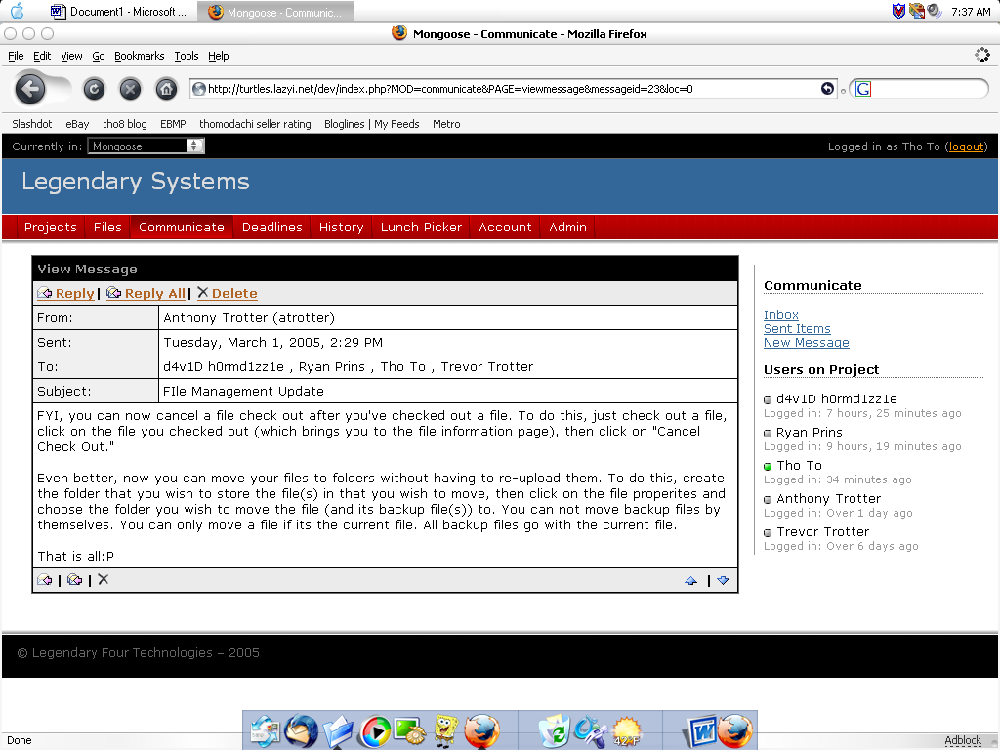 Document1 - Microsoft ...
Mongoose - Communic...
7:37 AM
Mongoose - Communicate - Mozilla Firefox
File Edit View Go Bookmarks Tools Help
http://turtles.lazyi.net/dev/index.php?MOD=communicate&PAGE=viewmessage&messageid=23&loc=0
G
Slashdot eBay tho8 blog EBMP thomodachi seller rating Bloglines | My Feeds Metro
Currently in: Mongoose
Logged in as Tho To (logout)
Legendary Systems
Projects Files Communicate Deadlines History Lunch Picker Account Admin
View Message
Reply | Reply All | Delete
From: Anthony Trotter (atrotter)
Sent: Tuesday, March 1, 2005, 2:29 PM
To: d4v1D h0rmd1zz1e , Ryan Prins , Tho To , Trevor Trotter
Subject: FIle Management Update
FYI, you can now cancel a file check out after you've checked out a file. To do this, just check out a file,
click on the file you checked out (which brings you to the file information page), then click on "Cancel
Check Out."
Even better, now you can move your files to folders without having to re-upload them. To do this, create
the folder that you wish to store the file(s) in that you wish to move, then click on the file properites and
choose the folder you wish to move the file (and its backup file(s)) to. You can not move backup files by
themselves. You can only move a file if its the current file. All backup files go with the current file.
That is all:P
| |
|
Communicate
Inbox
Sent Items
New Message
Users on Project
d4v1D h0rmd1zz1e
Logged in: 7 hours, 25 minutes ago
Ryan Prins
Logged in: 9 hours, 19 minutes ago
Tho To
Logged in: 34 minutes ago
Anthony Trotter
Logged in: Over 1 day ago
Trevor Trotter
Logged in: Over 6 days ago
© Legendary Four Technologies – 2005
42°F
W
Done
Adblock